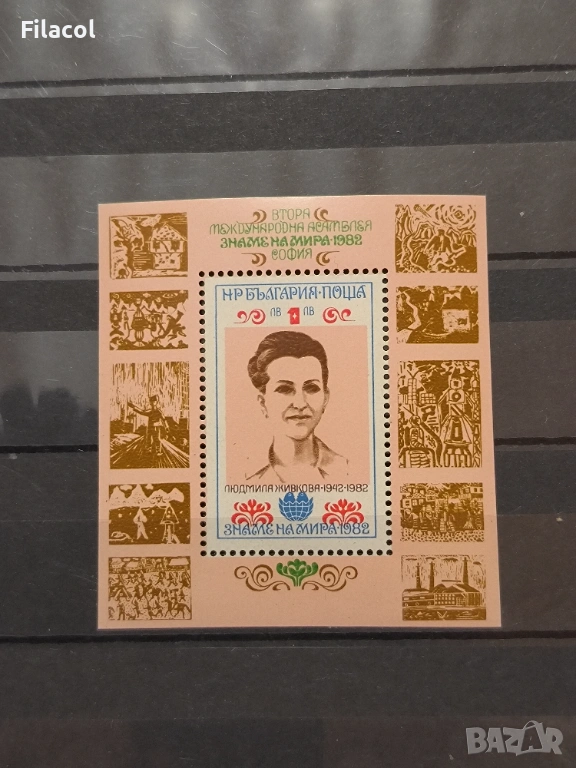 Filacol
ВТОРА
МЕЖДУНАРОДНА АСАМБЛЕЯ
ЗНАМЕ НА МИРА·1982
СОФИЯ
НР БЪЛГАРИЯ·ПОЩА
ЛВ 1 ЛВ
ЛЮДМИЛА ЖИВКОВА·1942-1982
ЗНАМЕ НА МИРА·1982
BAZAR